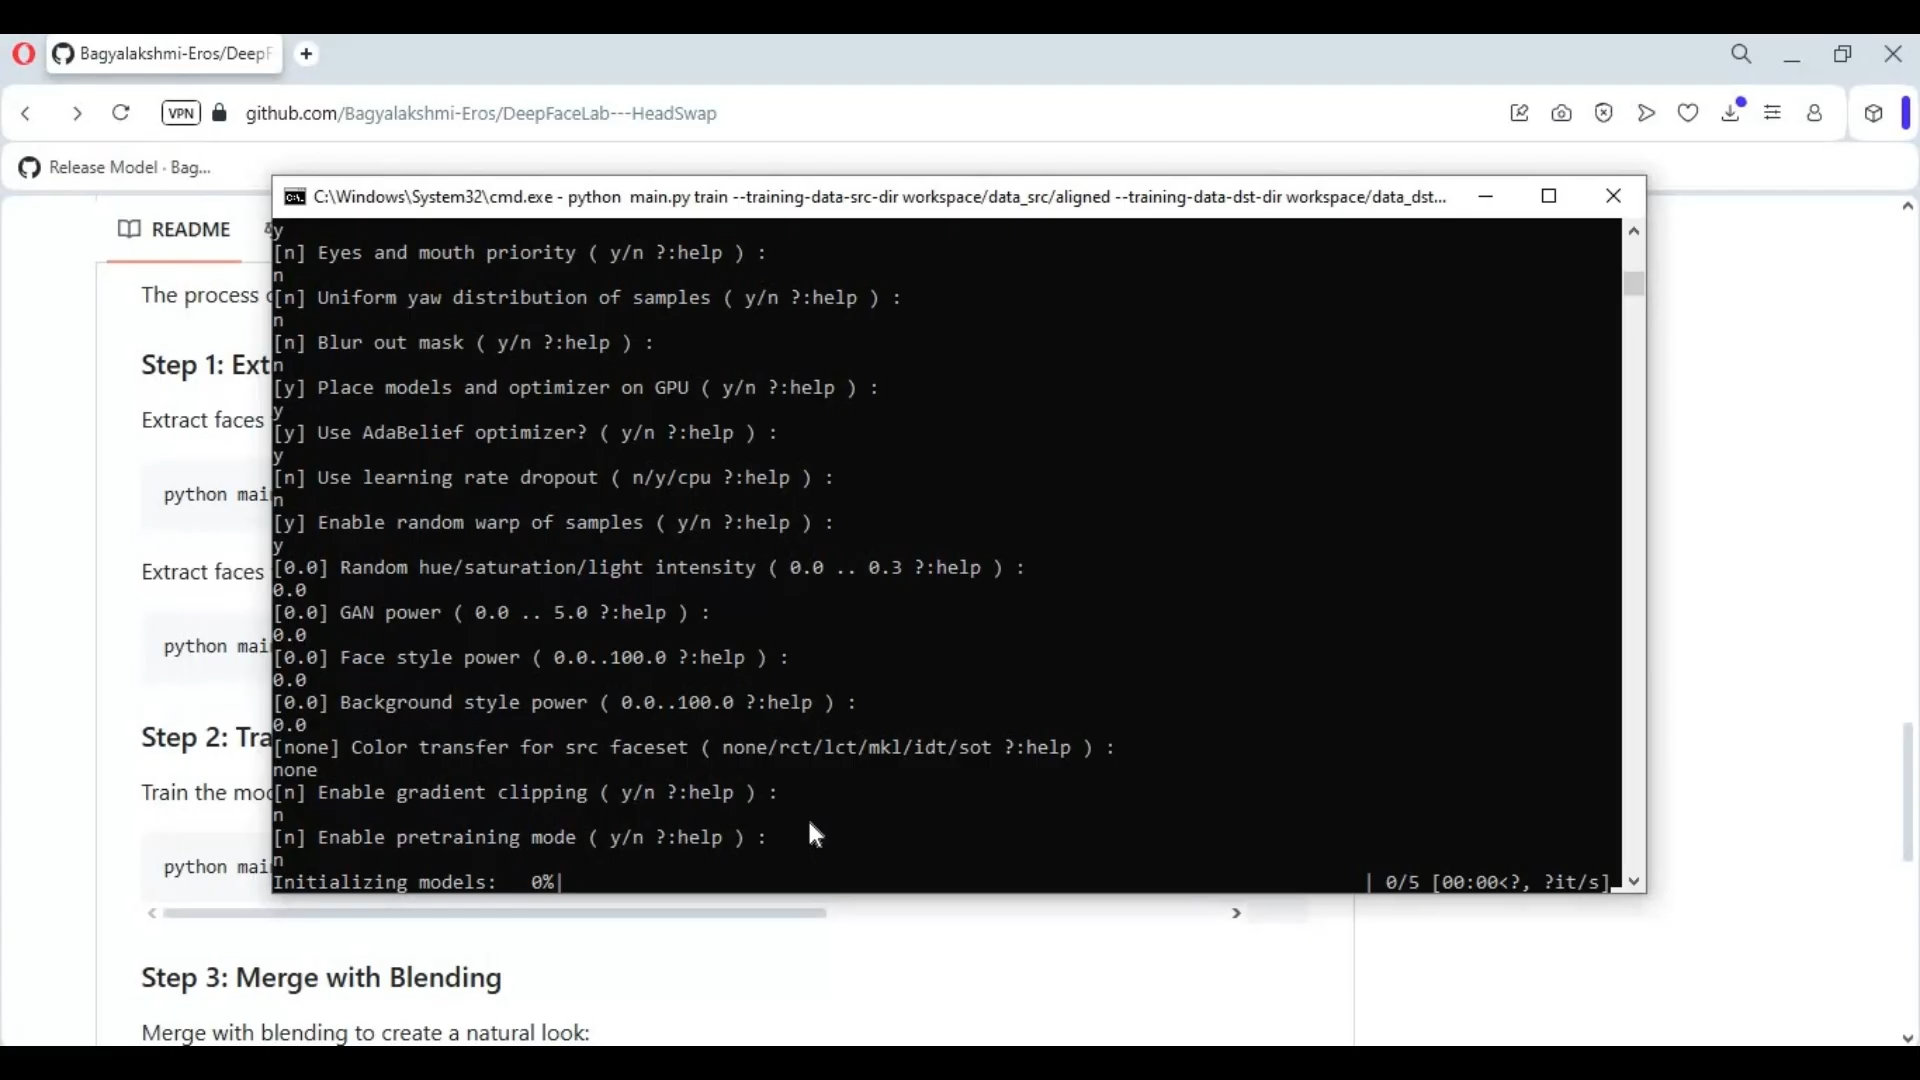 Bagyalakshmi-Eros/DeepF
VPN
github.com/Bagyalakshmi-Eros/DeepFaceLab---HeadSwap
Release Model · Bag...
C:\Windows\System32\cmd.exe - python  main.py train --training-data-src-dir workspace/data_src/aligned --training-data-dst-dir workspace/data_dst...
README
The process
Step 1: Ext
Extract faces
python mai
Extract faces
python mai
Step 2: Tra
Train the mod
python mai
y
[n] Eyes and mouth priority ( y/n ?:help ) :
n
[n] Uniform yaw distribution of samples ( y/n ?:help ) :
n
[n] Blur out mask ( y/n ?:help ) :
n
[y] Place models and optimizer on GPU ( y/n ?:help ) :
y
[y] Use AdaBelief optimizer? ( y/n ?:help ) :
y
[n] Use learning rate dropout ( n/y/cpu ?:help ) :
n
[y] Enable random warp of samples ( y/n ?:help ) :
y
[0.0] Random hue/saturation/light intensity ( 0.0 .. 0.3 ?:help ) :
0.0
[0.0] GAN power ( 0.0 .. 5.0 ?:help ) :
0.0
[0.0] Face style power ( 0.0..100.0 ?:help ) :
0.0
[0.0] Background style power ( 0.0..100.0 ?:help ) :
0.0
[none] Color transfer for src faceset ( none/rct/lct/mkl/idt/sot ?:help ) :
none
[n] Enable gradient clipping ( y/n ?:help ) :
n
[n] Enable pretraining mode ( y/n ?:help ) :
n
Initializing models:   0%|          | 0/5 [00:00<?, ?it/s]
Step 3: Merge with Blending
Merge with blending to create a natural look: